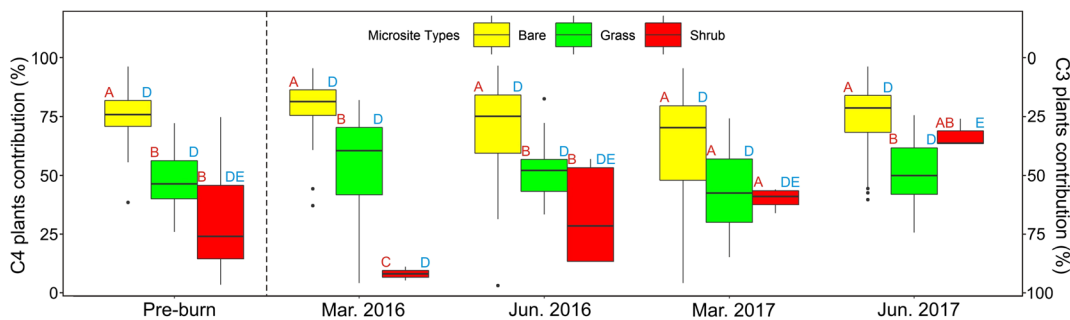 Microsite Types Bare Grass Shrub
C4 plants contribution (%)
100
75
50
25
0
A D
B D
B DE
A D
B D
C D
A D
B D
B DE
A D
A D
A DE
A D
B D
AB E
0
25
50
75
100
C3 plants contribution (%)
Pre-burn Mar. 2016 Jun. 2016 Mar. 2017 Jun. 2017